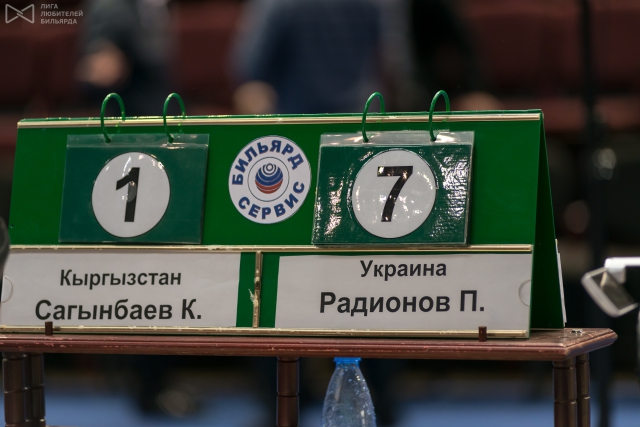 ЛИГА
ЛЮБИТЕЛЕЙ
БИЛЬЯРДА
1
БИЛЬЯРД
СЕРВИС
7
Кыргызстан
Сагынбаев К.
Украина
Радионов П.